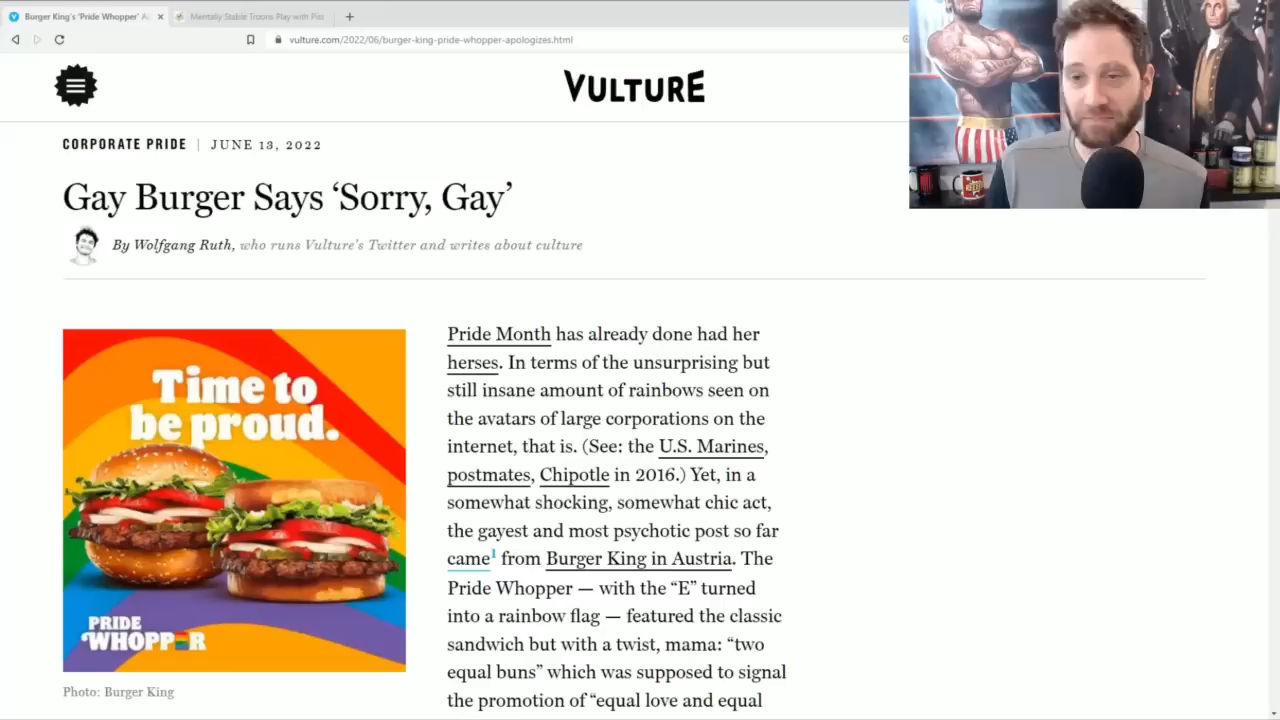 Burger King's 'Pride Whopper' A
Mentally Stable Troons Play with Pist
vulture.com/2022/06/burger-king-pride-whopper-apologizes.html
VULTURE
CORPORATE PRIDE | JUNE 13, 2022
Gay Burger Says ‘Sorry, Gay’
By Wolfgang Ruth, who runs Vulture’s Twitter and writes about culture
Time to
be proud.
PRIDE
WHOPPER
Photo: Burger King
Pride Month has already done had her
herses. In terms of the unsurprising but
still insane amount of rainbows seen on
the avatars of large corporations on the
internet, that is. (See: the U.S. Marines,
postmates, Chipotle in 2016.) Yet, in a
somewhat shocking, somewhat chic act,
the gayest and most psychotic post so far
came¹ from Burger King in Austria. The
Pride Whopper — with the “E” turned
into a rainbow flag — featured the classic
sandwich but with a twist, mama: “two
equal buns” which was supposed to signal
the promotion of “equal love and equal